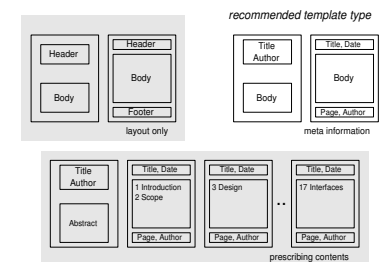 recommended template type
Header
Body
Header
Body
Footer
layout only
Title
Author
Body
Title, Date
Body
Page, Author
meta information
Title
Author
Abstract
Title, Date
1 Introduction
2 Scope
Page, Author
Title, Date
3 Design
Page, Author
..
Title, Date
17 Interfaces
Page, Author
prescribing contents